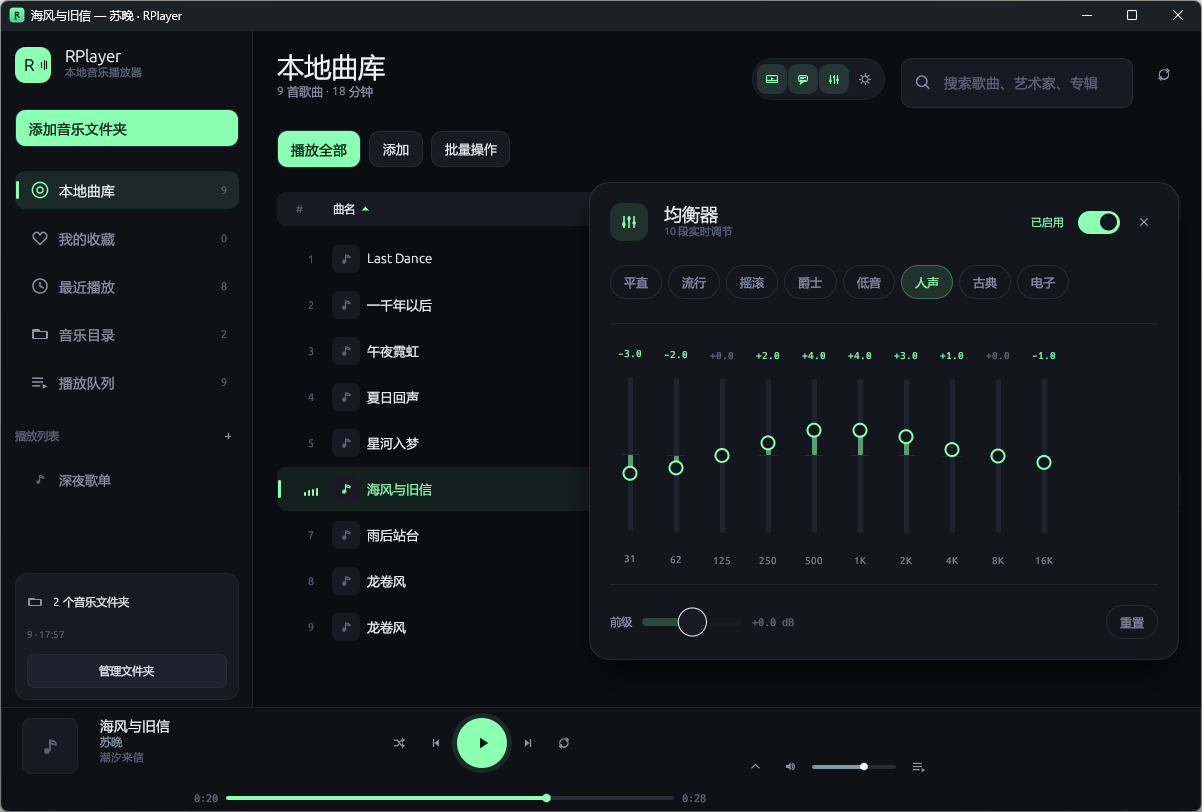 R 海风与旧信 — 苏晚 · RPlayer
R
RPlayer
本地音乐播放器
添加音乐文件夹
本地曲库 9
我的收藏 0
最近播放 8
音乐目录 2
播放队列 9
播放列表 +
深夜歌单
2 个音乐文件夹
9 · 17:57
管理文件夹
本地曲库
9 首歌曲 · 18 分钟
搜索歌曲、艺术家、专辑
播放全部 添加 批量操作
# 曲名
1 Last Dance
2 一千年以后
3 午夜霓虹
4 夏日回声
5 星河入梦
海风与旧信
7 雨后站台
8 龙卷风
9 龙卷风
均衡器
10 段实时调节
已启用
平直 流行 摇滚 爵士 低音 人声 古典 电子
-3.0 -2.0 +0.0 +2.0 +4.0 +4.0 +3.0 +1.0 +0.0 -1.0
31 62 125 250 500 1K 2K 4K 8K 16K
前级 +0.0 dB 重置
海风与旧信
苏晚
潮汐来信
0:20 0:28